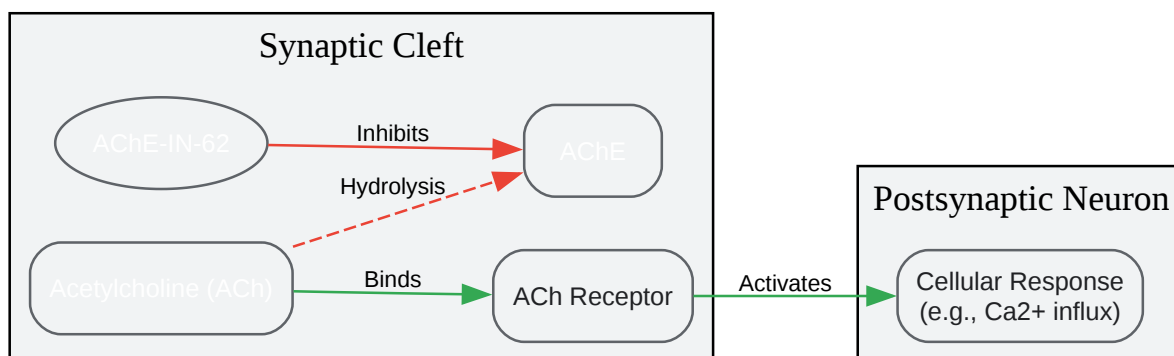 Synaptic Cleft
AChE-IN-62
Inhibits
AChE
Hydrolysis
Acetylcholine (ACh)
Binds
ACh Receptor
Activates
Postsynaptic Neuron
Cellular Response
(e.g., Ca2+ influx)